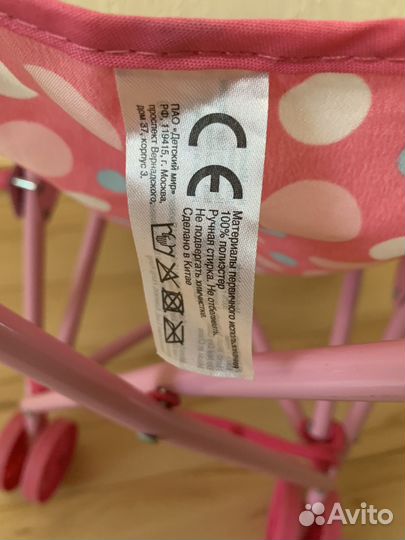 ПАО «Детский мир»
РФ, 119415, г. Москва,
проспект Вернадского,
дом 37, корпус 3.
CE
Материалы первичного использования
100% полиэстер
Ручная стирка. Не отбеливать.
Не подвергать химчистке.
Сделано в Китае
Avito